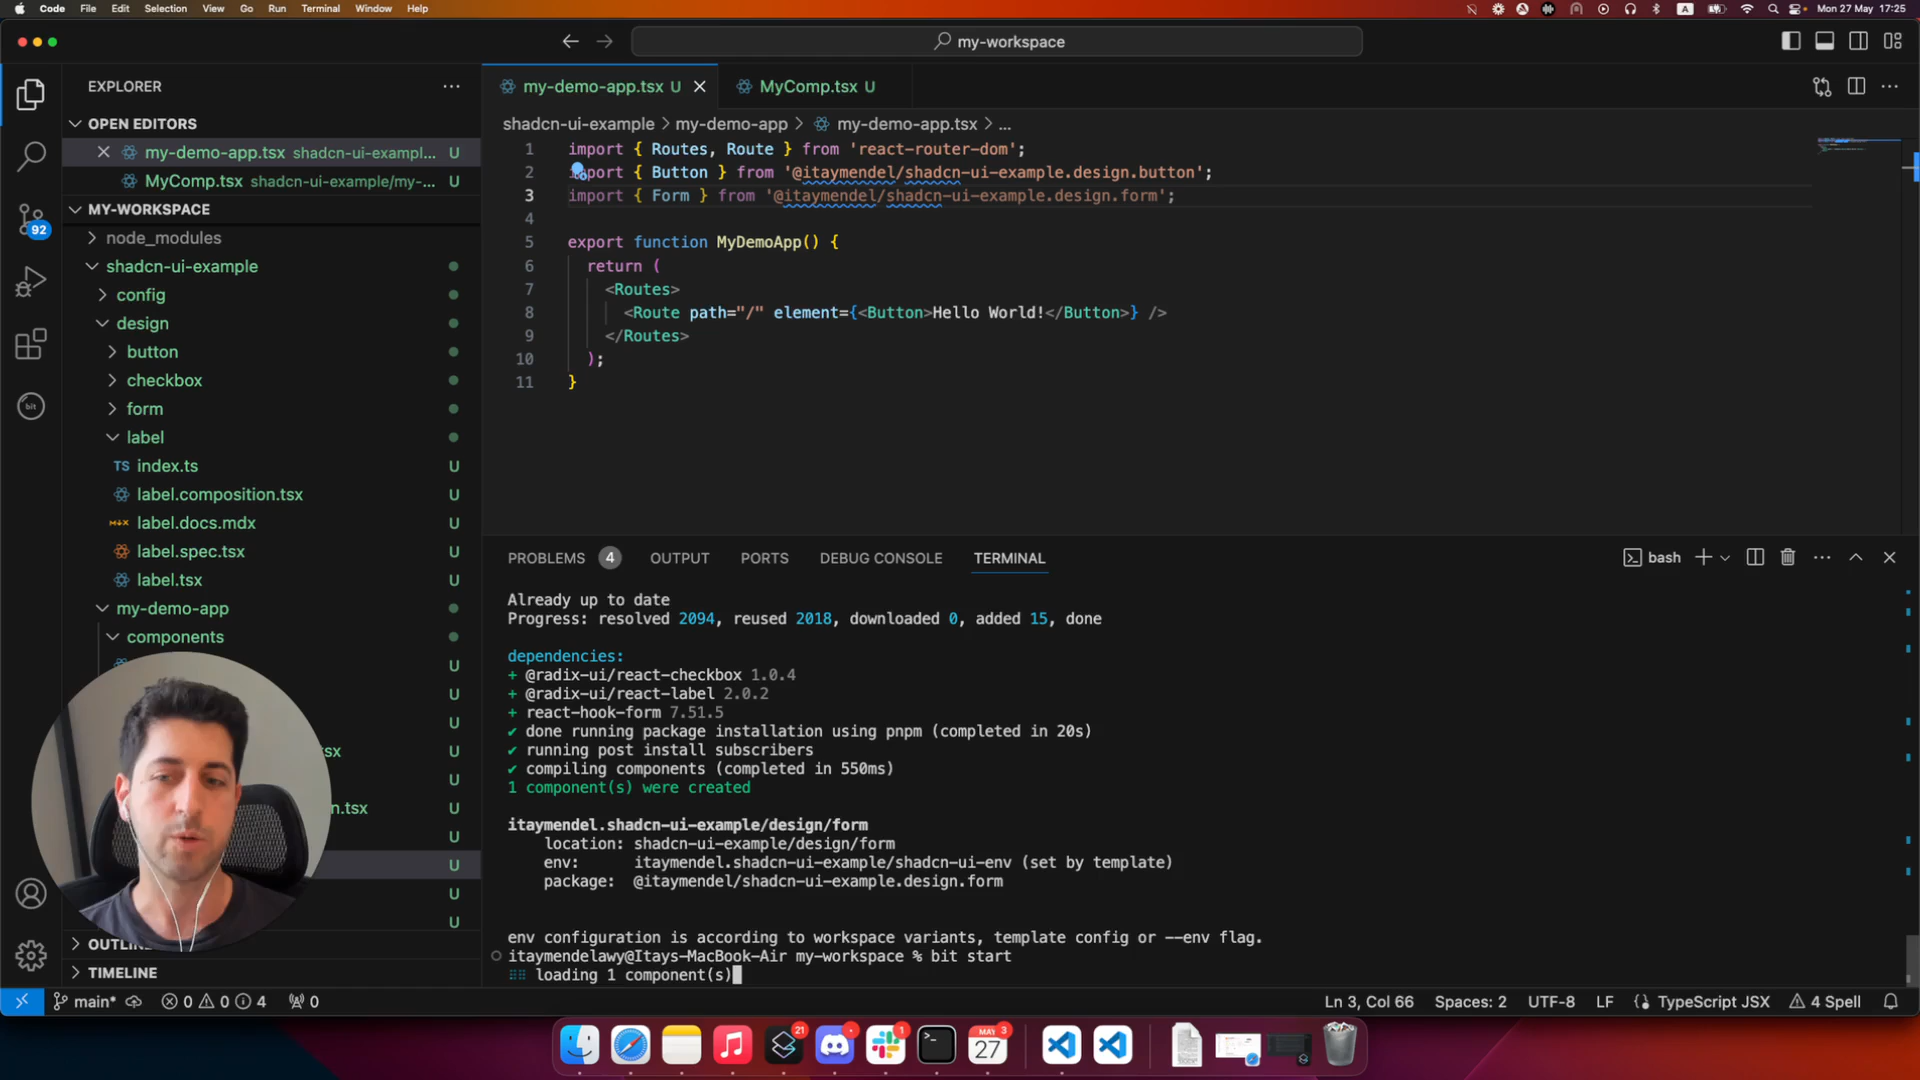 Code File Edit Selection View Go Run Terminal Window Help
A
Mon 27 May 17:25
my-workspace
EXPLORER
OPEN EDITORS
my-demo-app.tsx shadcn-ui-exampl... U
MyComp.tsx shadcn-ui-example/my-... U
MY-WORKSPACE
node_modules
shadcn-ui-example
config
design
button
checkbox
form
label
TS index.ts U
label.composition.tsx U
label.docs.mdx U
label.spec.tsx U
label.tsx U
my-demo-app
components
U
U
sx U
U
n.tsx U
U
U
U
U
OUTLIN
TIMELINE
92
bit
my-demo-app.tsx U
MyComp.tsx U
shadcn-ui-example > my-demo-app > my-demo-app.tsx > ...
1 import { Routes, Route } from 'react-router-dom';
2 import { Button } from '@itaymendel/shadcn-ui-example.design.button';
3 import { Form } from '@itaymendel/shadcn-ui-example.design.form';
4
5 export function MyDemoApp() {
6 return (
7 <Routes>
8 <Route path="/" element={<Button>Hello World!</Button>} />
9 </Routes>
10 );
11 }
PROBLEMS 4 OUTPUT PORTS DEBUG CONSOLE TERMINAL
bash
Already up to date
Progress: resolved 2094, reused 2018, downloaded 0, added 15, done
dependencies:
+ @radix-ui/react-checkbox 1.0.4
+ @radix-ui/react-label 2.0.2
+ react-hook-form 7.51.5
✔ done running package installation using pnpm (completed in 20s)
✔ running post install subscribers
✔ compiling components (completed in 550ms)
1 component(s) were created
itaymendel.shadcn-ui-example/design/form
location: shadcn-ui-example/design/form
env: itaymendel.shadcn-ui-example/shadcn-ui-env (set by template)
package: @itaymendel/shadcn-ui-example.design.form
env configuration is according to workspace variants, template config or --env flag.
itaymendelawy@Itays-MacBook-Air my-workspace % bit start
loading 1 component(s)
main* 0 0 4 0
Ln 3, Col 66 Spaces: 2 UTF-8 LF TypeScript JSX 4 Spell
21
1
MAY 3
27